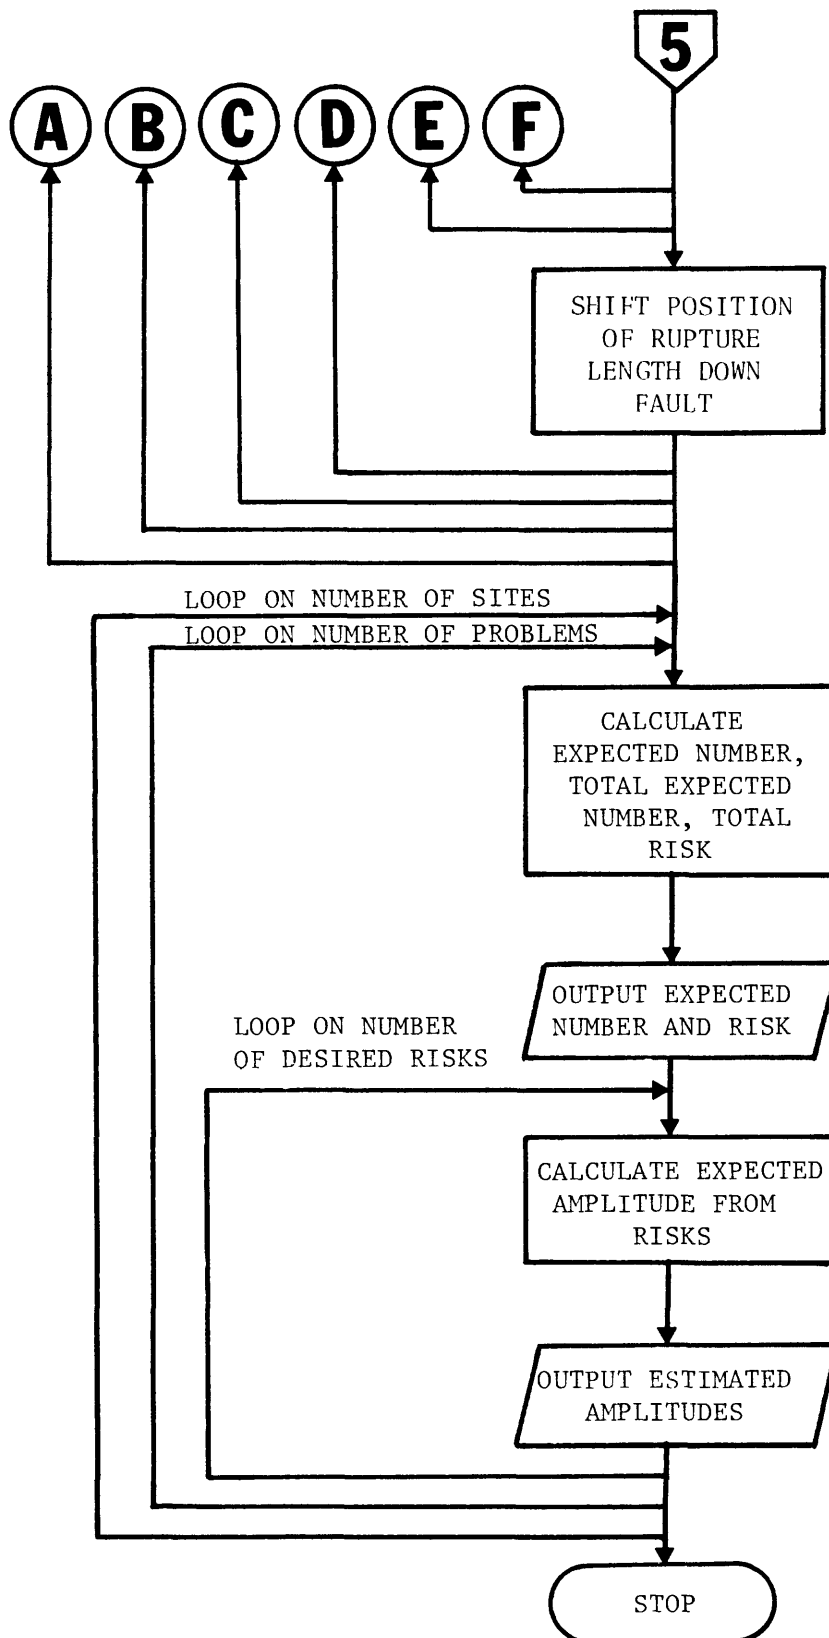 5
A B C D E F
SHIFT POSITION
OF RUPTURE
LENGTH DOWN
FAULT
LOOP ON NUMBER OF SITES
LOOP ON NUMBER OF PROBLEMS
CALCULATE
EXPECTED NUMBER,
TOTAL EXPECTED
NUMBER, TOTAL
RISK
OUTPUT EXPECTED
NUMBER AND RISK
LOOP ON NUMBER
OF DESIRED RISKS
CALCULATE EXPECTED
AMPLITUDE FROM
RISKS
OUTPUT ESTIMATED
AMPLITUDES
STOP